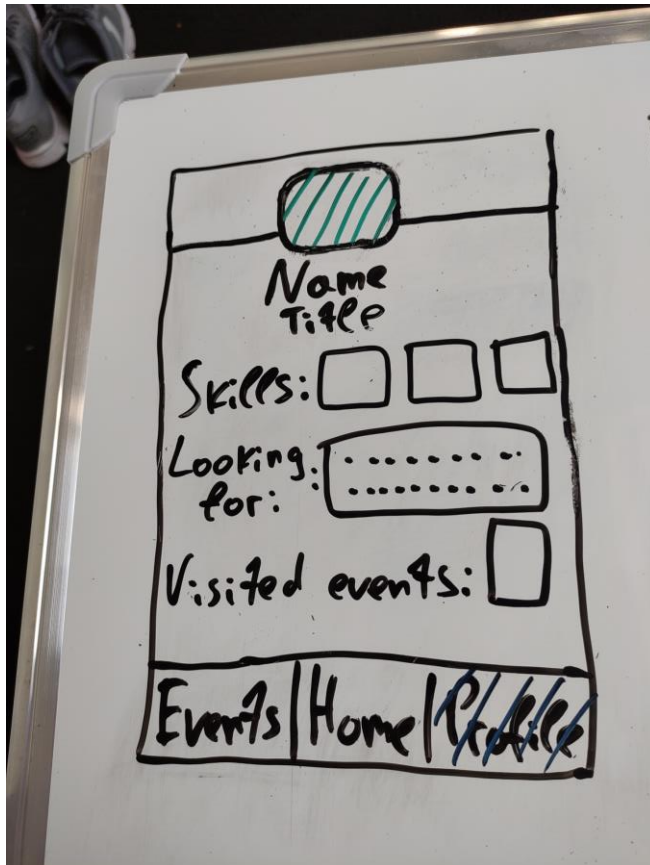 Name
Title
Skills:
Looking
for:
Visited events:
Events Home Profile